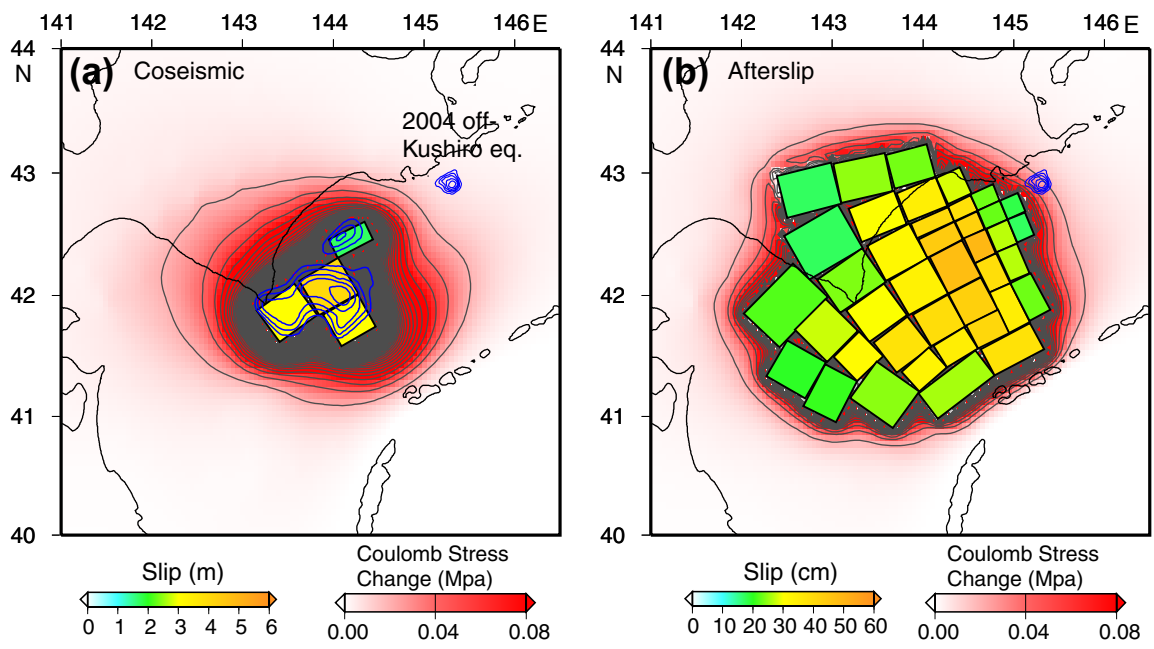 141 142 143 144 145 146 E
44
N
(a) Coseismic
2004 off-
Kushiro eq.
43
42
41
40
Slip (m)
0 1 2 3 4 5 6
Coulomb Stress
Change (Mpa)
0.00 0.04 0.08
141 142 143 144 145 146 E
44
N
(b) Afterslip
43
42
41
40
Slip (cm)
0 10 20 30 40 50 60
Coulomb Stress
Change (Mpa)
0.00 0.04 0.08